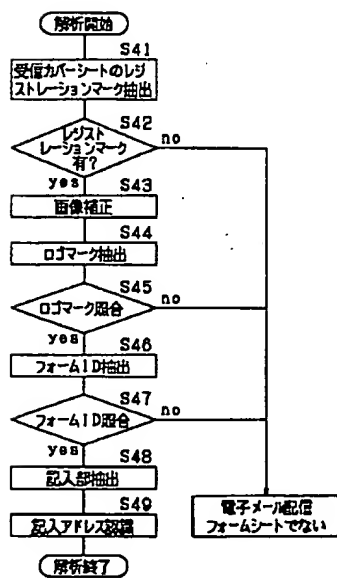 解析開始
S41
受信カバーシートのレジ
ストレーションマーク抽出
S42
レジスト
レーションマーク
有?
no
yes
S43
画像補正
S44
ロゴマーク抽出
S45
ロゴマーク照合
no
yes
S46
フォームID抽出
S47
フォームID照合
no
yes
S48
記入部抽出
S49
記入アドレス認識
電子メール配信
フォームシートでない
解析終了